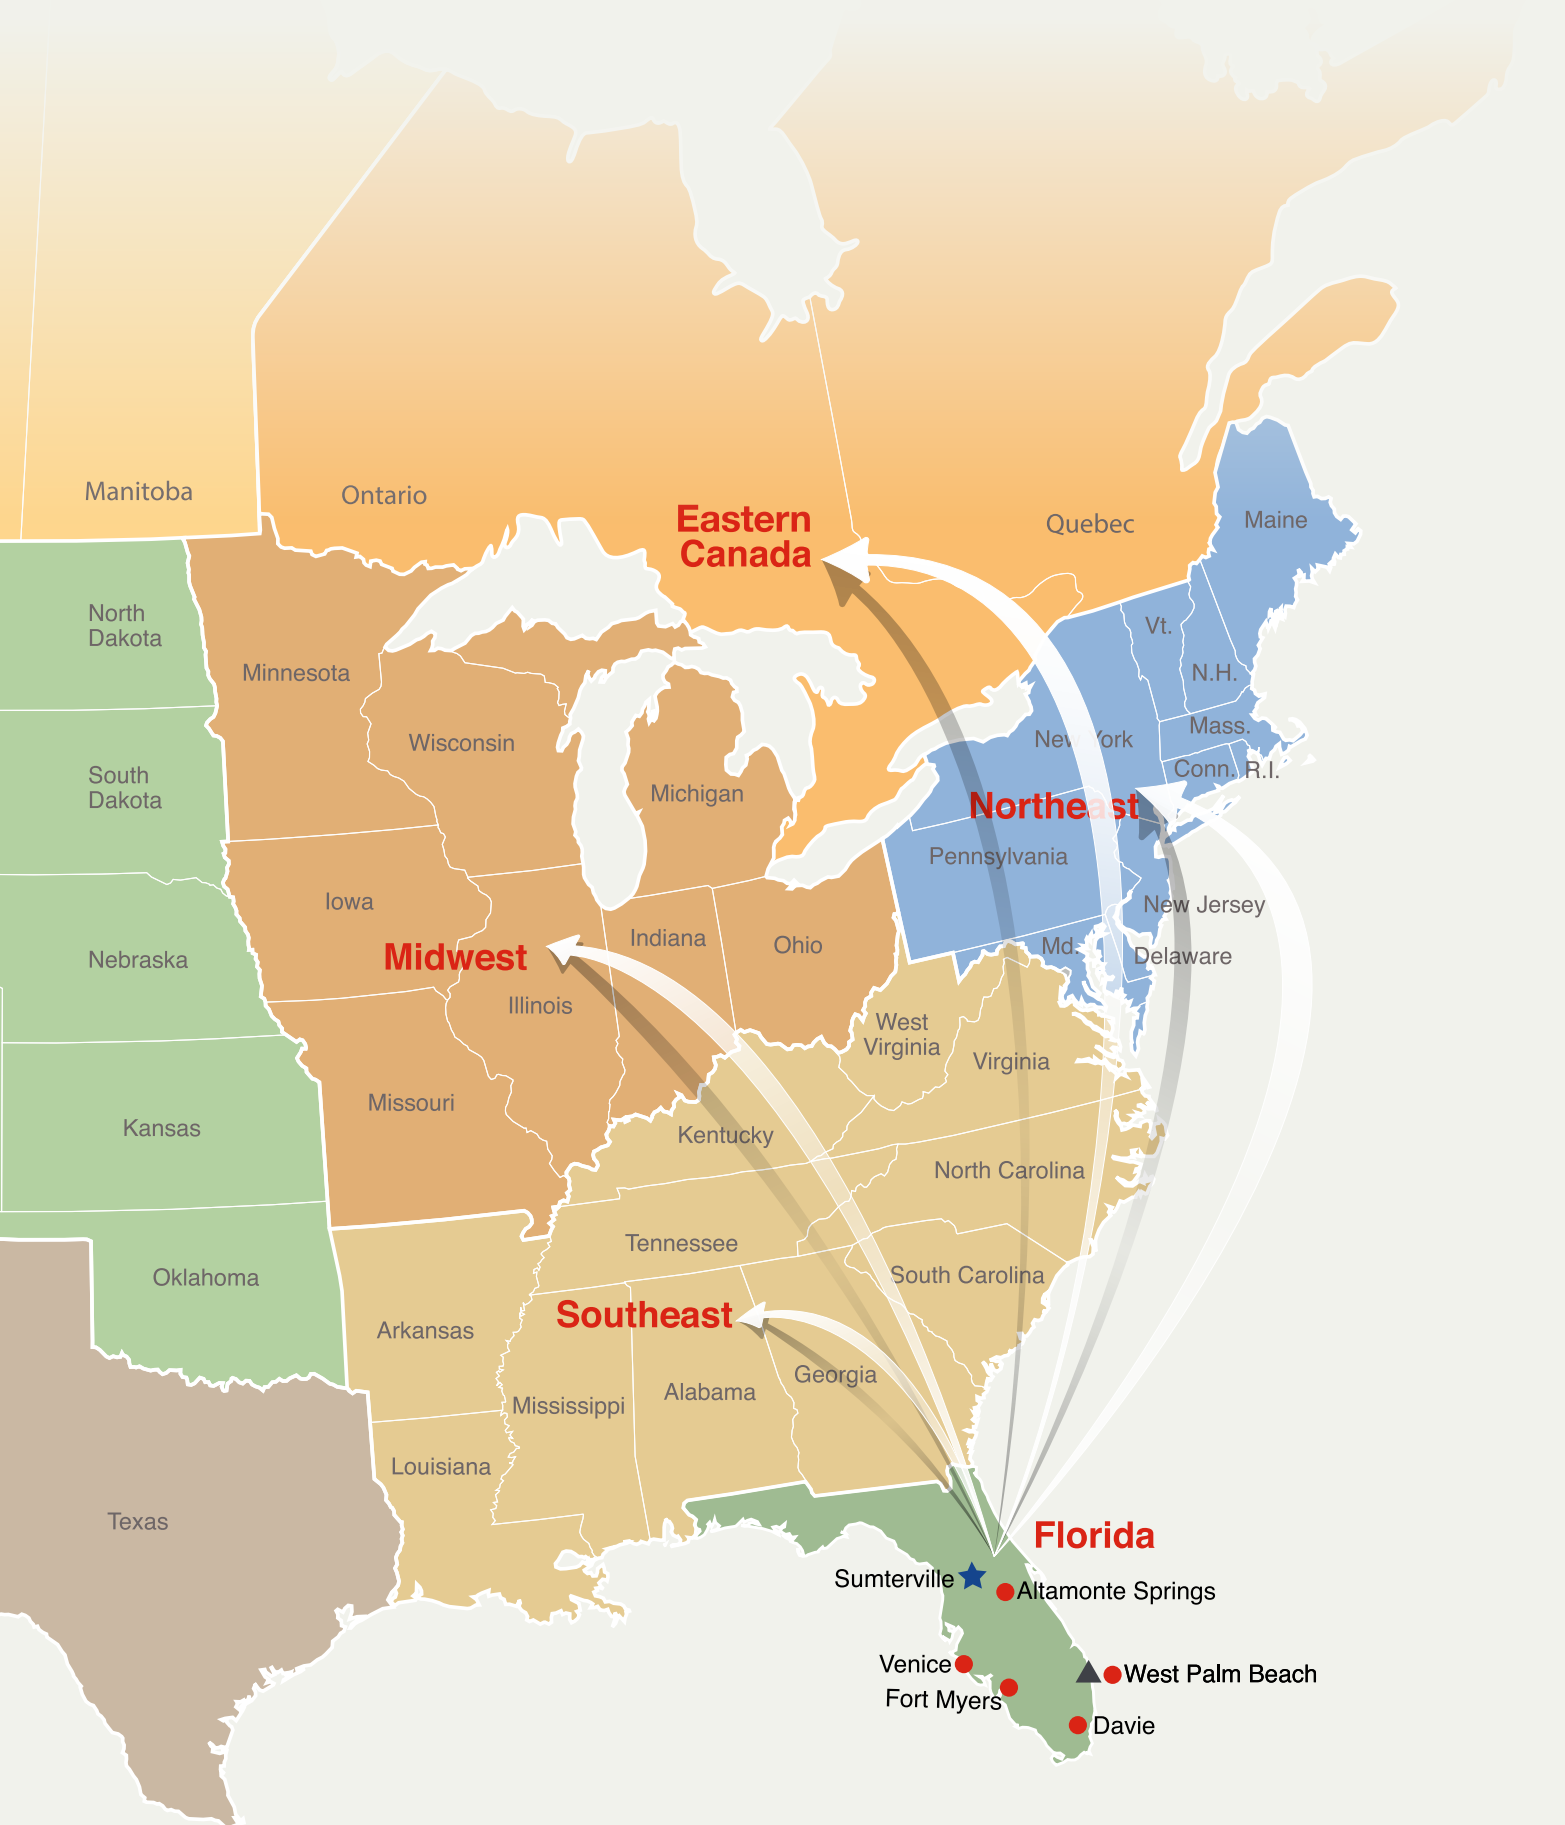 Manitoba
Ontario
Eastern
Canada
Quebec
Maine
North
Dakota
Minnesota
Vt.
N.H.
South
Dakota
Wisconsin
Michigan
New York
Mass.
Conn.
R.I.
Northeast
Pennsylvania
Nebraska
Iowa
Midwest
Illinois
Indiana
Ohio
Md.
New Jersey
Delaware
West
Virginia
Virginia
Kansas
Missouri
Kentucky
North Carolina
Oklahoma
Tennessee
South Carolina
Arkansas
Southeast
Mississippi
Alabama
Georgia
Louisiana
Texas
Florida
Sumterville
Altamonte Springs
Venice
Fort Myers
West Palm Beach
Davie